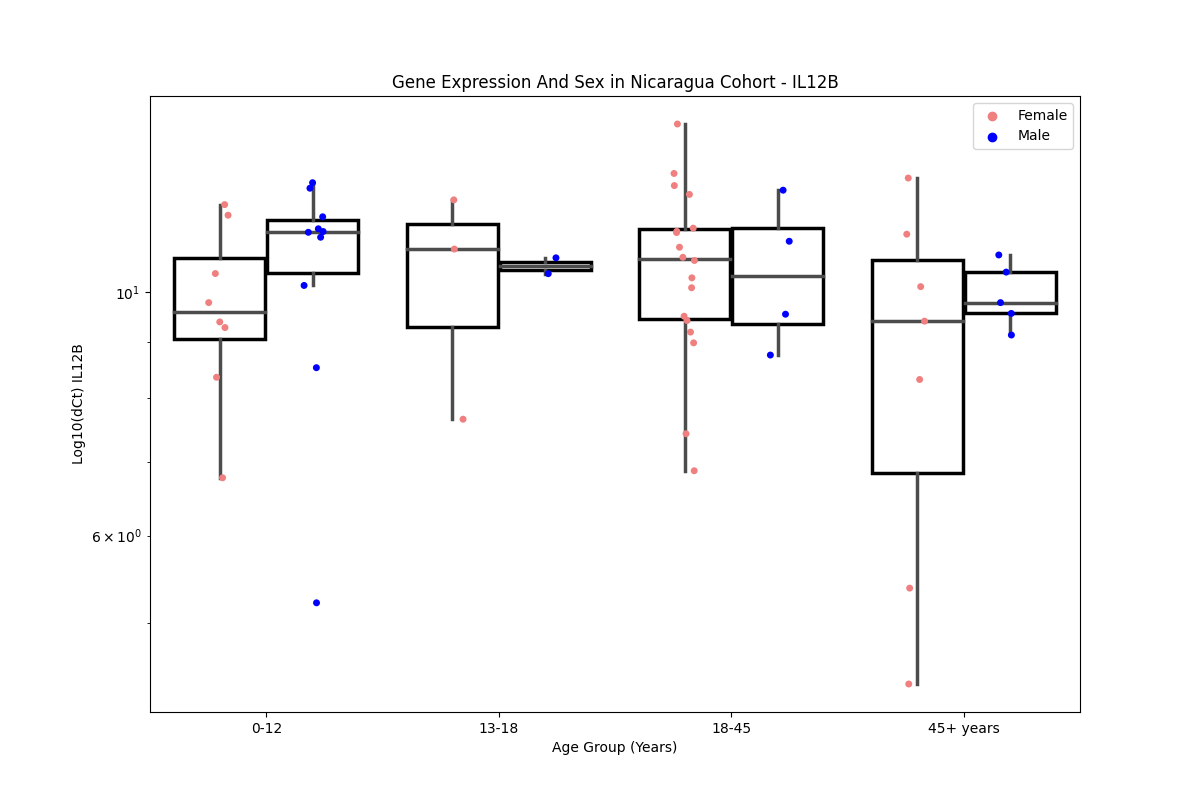 Gene Expression And Sex in Nicaragua Cohort - IL12B
Female
Male
Log10(dCt) IL12B
10¹
6 × 10⁰
0-12
13-18
18-45
45+ years
Age Group (Years)